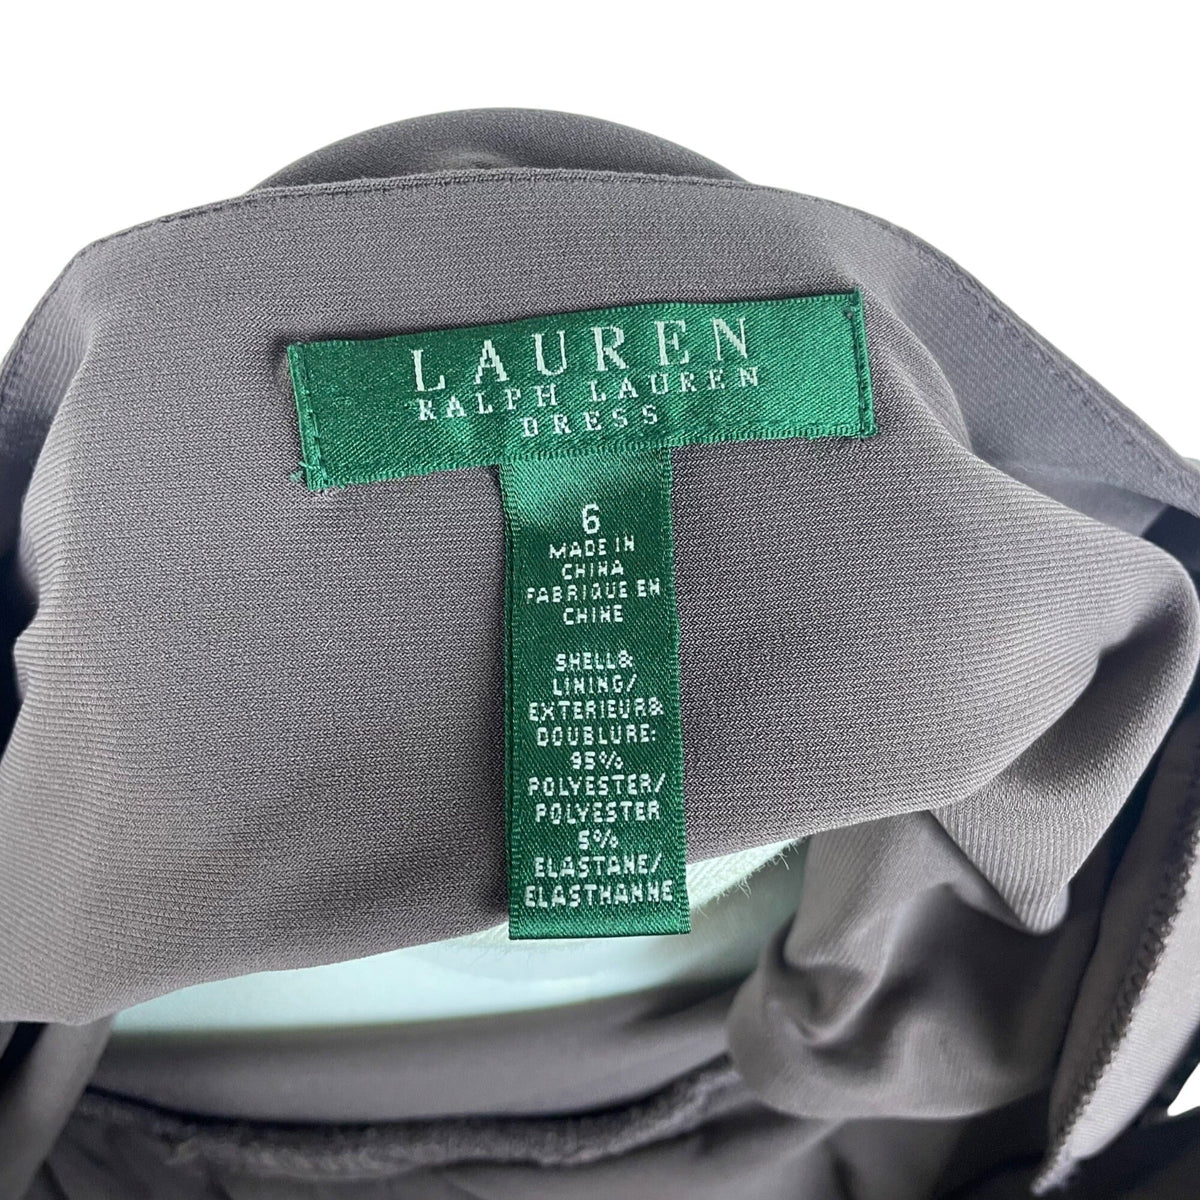 LAUREN
RALPH LAUREN
DRESS
6
MADE IN
CHINA
FABRIQUE EN
CHINE
SHELL&
LINING/
EXTERIEUR&
DOUBLURE:
95%
POLYESTER/
POLYESTER
5%
ELASTANE/
ELASTHANNE